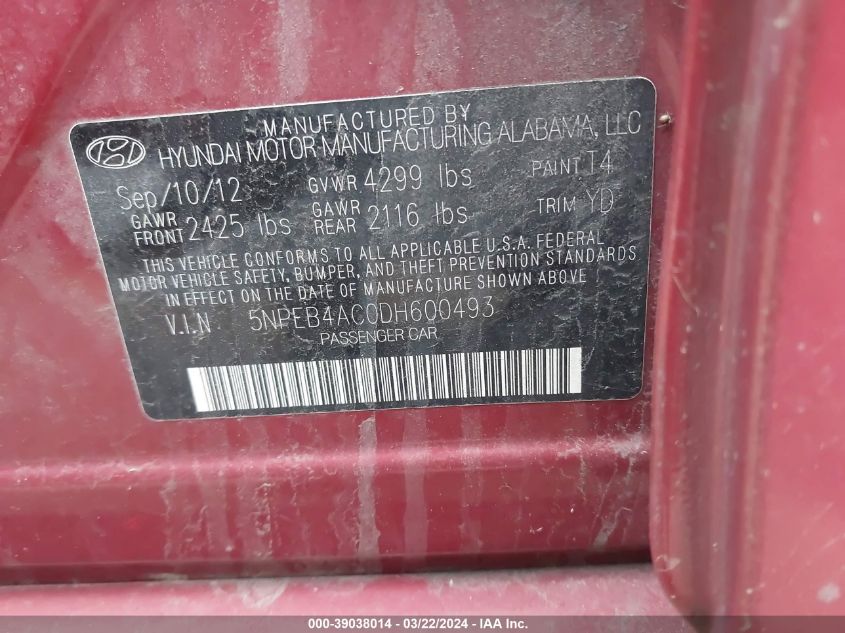 MANUFACTURED BY
HYUNDAI MOTOR MANUFACTURING ALABAMA, LLC
Sep/10/12 GVWR 4299 lbs PAINT T4
GAWR FRONT 2425 lbs GAWR REAR 2116 lbs TRIM YD
THIS VEHICLE CONFORMS TO ALL APPLICABLE U.S.A. FEDERAL
MOTOR VEHICLE SAFETY, BUMPER, AND THEFT PREVENTION STANDARDS
IN EFFECT ON THE DATE OF MANUFACTURE SHOWN ABOVE
V.I.N 5NPEB4AC0DH600493
PASSENGER CAR
000-39038014 - 03/22/2024 - IAA Inc.